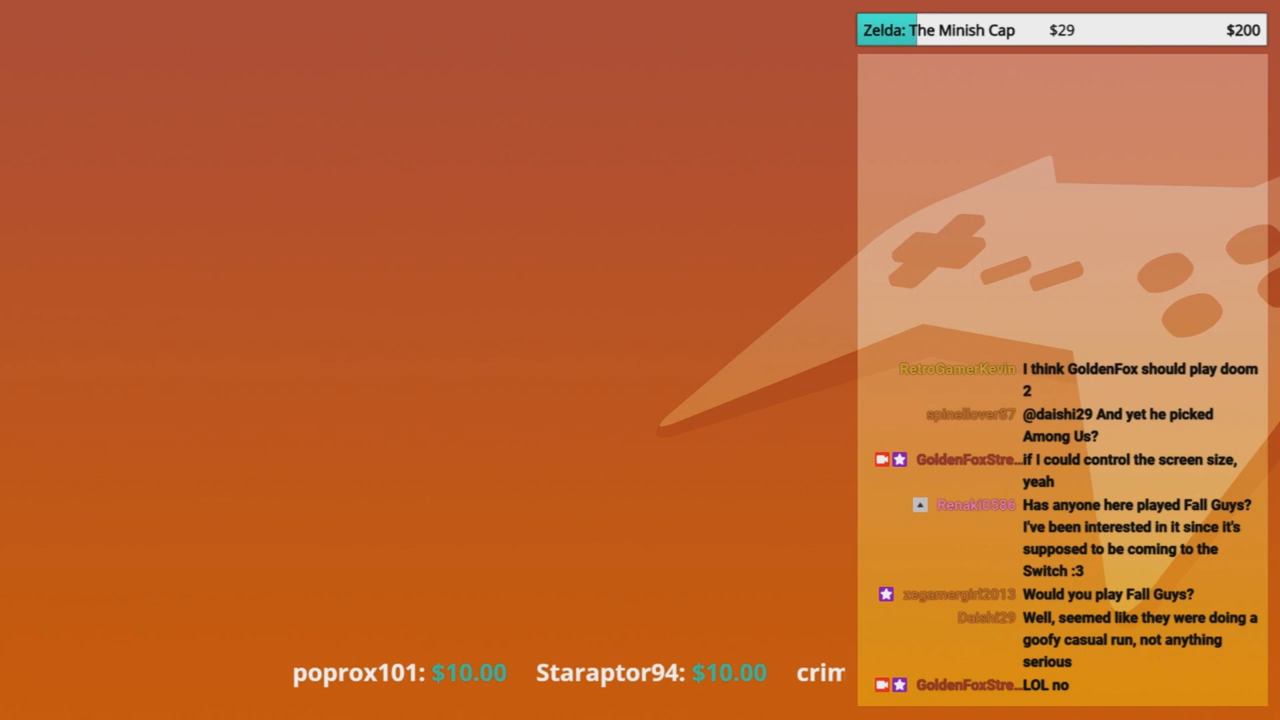 Zelda: The Minish Cap $29 $200
RetroGamerKevin I think GoldenFox should play doom
2
spinellover87 @daishi29 And yet he picked
Among Us?
GoldenFoxStre... if I could control the screen size,
yeah
Renaki0586 Has anyone here played Fall Guys?
I've been interested in it since it's
supposed to be coming to the
Switch :3
zegamergirl2013 Would you play Fall Guys?
Daishi29 Well, seemed like they were doing a
goofy casual run, not anything
serious
GoldenFoxStre... LOL no
poprox101: $10.00 Staraptor94: $10.00 crim